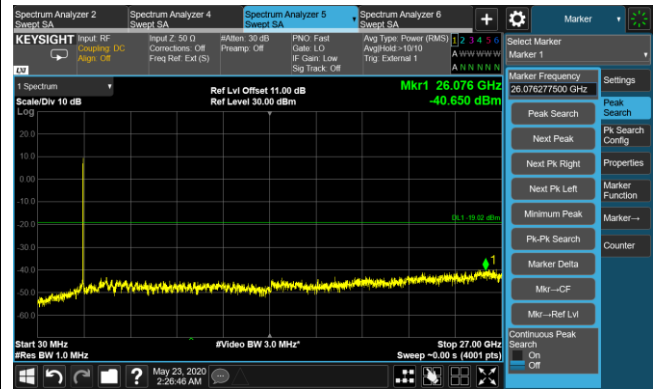 Spectrum Analyzer 2
Swept SA
Spectrum Analyzer 4
Swept SA
Spectrum Analyzer 5
Swept SA
Spectrum Analyzer 6
Swept SA
+
Marker
KEYSIGHT
Input: RF
Coupling: DC
Align: Off
Input Z: 50 Ω
Corrections: Off
Freq Ref: Ext (S)
#Atten: 30 dB
Preamp: Off
PNO: Fast
Gate: LO
IF Gain: Low
Sig Track: Off
Avg Type: Power (RMS)
Avg|Hold:>10/10
Trig: External 1
1 2 3 4 5 6
A W W W W W
A N N N N N
LXI
Select Marker
Marker 1
1 Spectrum
Scale/Div 10 dB
Log
Ref Lvl Offset 11.00 dB
Ref Level 30.00 dBm
Mkr1 26.076 GHz
-40.650 dBm
20.0
10.0
0.00
-10.0
-20.0
-30.0
-40.0
-50.0
-60.0
DL1 -19.02 dBm
1
Start 30 MHz
#Res BW 1.0 MHz
#Video BW 3.0 MHz*
Stop 27.00 GHz
Sweep ~0.00 s (4001 pts)
Marker Frequency
26.076277500 GHz
Peak Search
Next Peak
Next Pk Right
Next Pk Left
Minimum Peak
Pk-Pk Search
Marker Delta
Mkr→CF
Mkr→Ref Lvl
Continuous Peak
Search
On
Off
Settings
Peak
Search
Pk Search
Config
Properties
Marker
Function
Marker→
Counter
?
May 23, 2020
2:26:46 AM